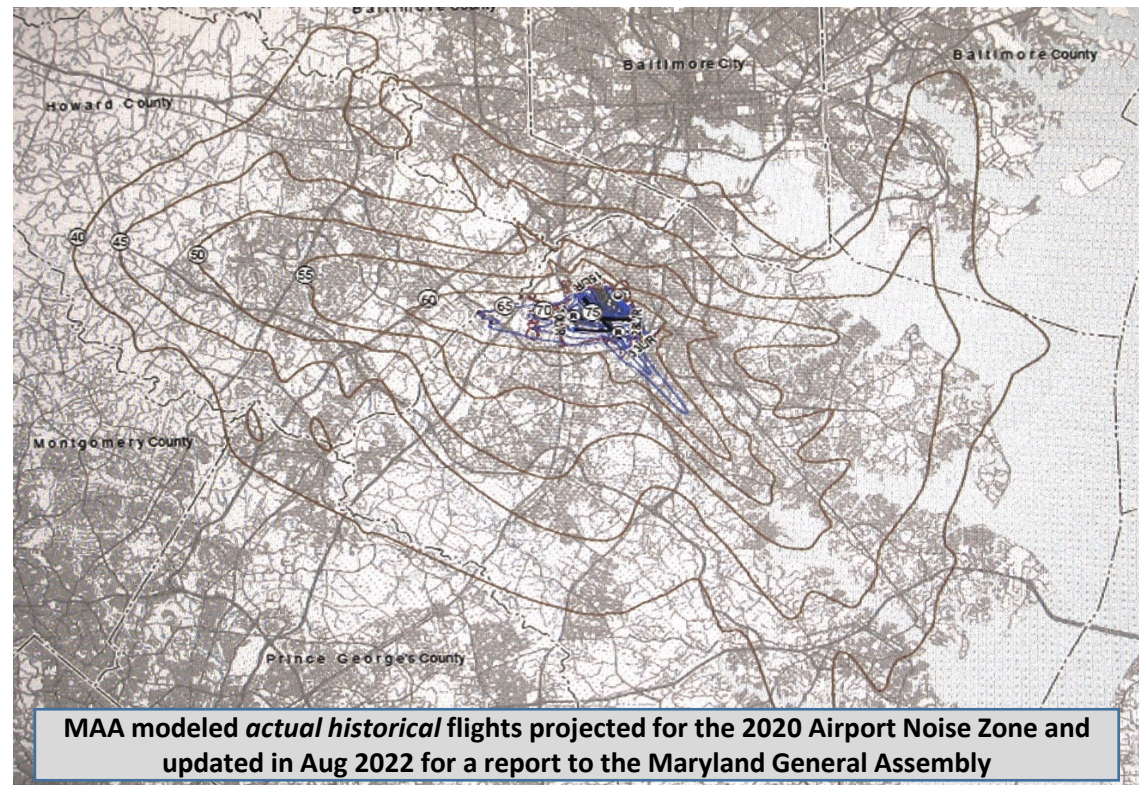 Baltimore County
Baltimore City
Baltimore County
Howard County
40
45
50
55
60
65
70
75
Montgomery County
Prince George's County
MAA modeled actual historical flights projected for the 2020 Airport Noise Zone and
updated in Aug 2022 for a report to the Maryland General Assembly